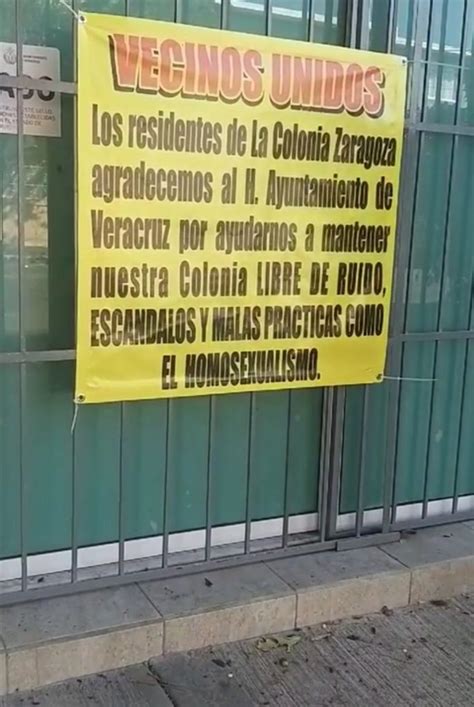 VECINOS UNIDOS
Los residentes de La Colonia Zaragoza
agradecemos al H. Ayuntamiento de
Veracruz por ayudarnos a mantener
nuestra Colonia LIBRE DE RUIDO,
ESCANDALOS Y MALAS PRACTICAS COMO
EL HOMOSEXUALISMO.